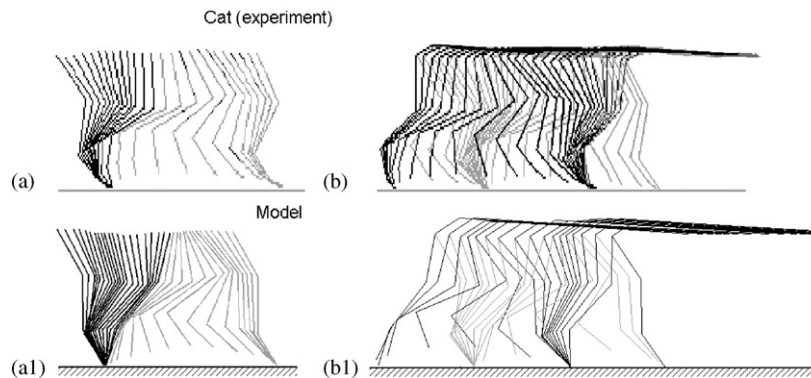 Cat (experiment)
(a)
(b)
Model
(a1)
(b1)